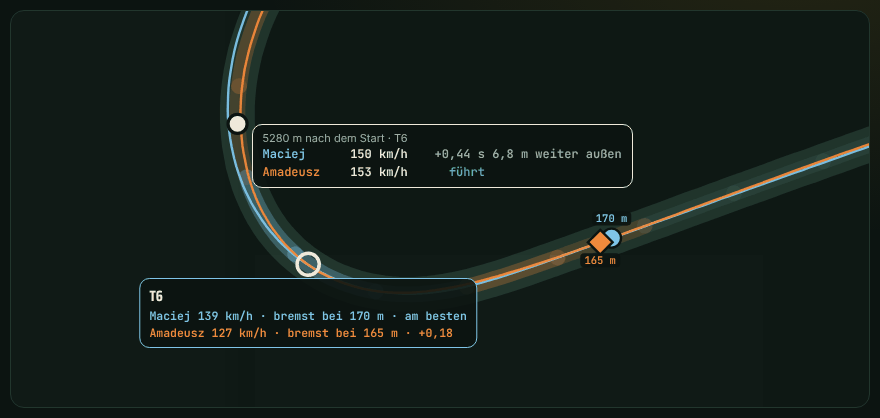 5280 m nach dem Start · T6
Maciej 150 km/h +0,44 s 6,8 m weiter außen
Amadeusz 153 km/h führt
170 m
165 m
T6
Maciej 139 km/h · bremst bei 170 m · am besten
Amadeusz 127 km/h · bremst bei 165 m · +0,18